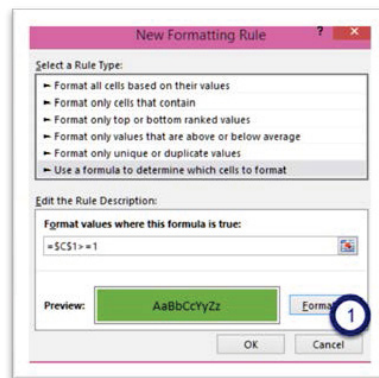 New Formatting Rule
? ×
Select a Rule Type:
► Format all cells based on their values
► Format only cells that contain
► Format only top or bottom ranked values
► Format only values that are above or below average
► Format only unique or duplicate values
► Use a formula to determine which cells to format
Edit the Rule Description:
Format values where this formula is true:
=$C$1>=1
Preview:
AaBbCcYyZz
1
OK
Cancel